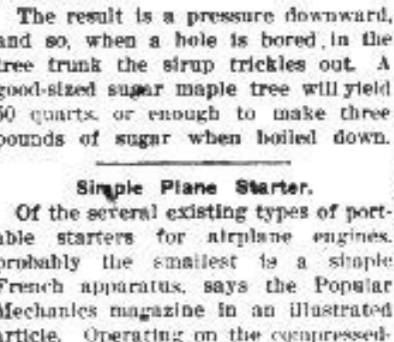 The result is a pressure downward,
and so, when a hole is bored in the
tree trunk the sirup trickles out. A
good-sized sugar maple tree will yield
50 quarts, or enough to make three
pounds of sugar when boiled down.
Simple Plane Starter.
Of the several existing types of port-
able starters for airplane engines,
probably the smallest is a simple
French apparatus, says the Popular
Mechanics magazine in an illustrated
article. Operating on the compressed-